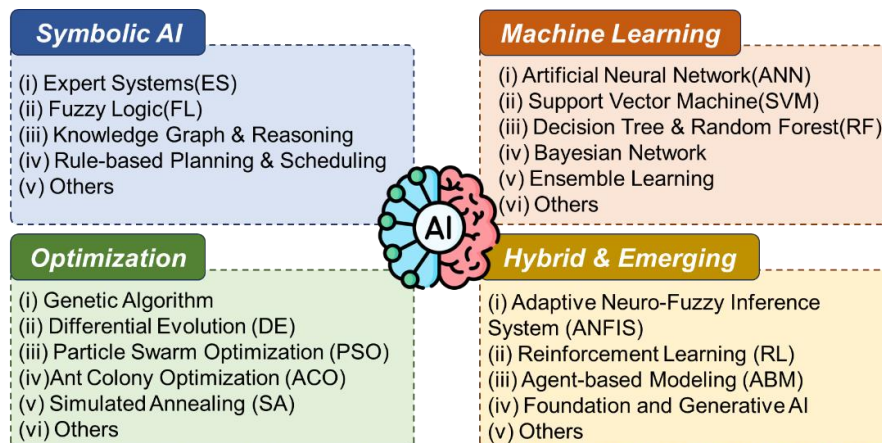 Symbolic AI
(i) Expert Systems(ES)
(ii) Fuzzy Logic(FL)
(iii) Knowledge Graph & Reasoning
(iv) Rule-based Planning & Scheduling
(v) Others
Machine Learning
(i) Artificial Neural Network(ANN)
(ii) Support Vector Machine(SVM)
(iii) Decision Tree & Random Forest(RF)
(iv) Bayesian Network
(v) Ensemble Learning
(vi) Others
AI
Optimization
(i) Genetic Algorithm
(ii) Differential Evolution (DE)
(iii) Particle Swarm Optimization (PSO)
(iv)Ant Colony Optimization (ACO)
(v) Simulated Annealing (SA)
(vi) Others
Hybrid & Emerging
(i) Adaptive Neuro-Fuzzy Inference
System (ANFIS)
(ii) Reinforcement Learning (RL)
(iii) Agent-based Modeling (ABM)
(iv) Foundation and Generative AI
(v) Others